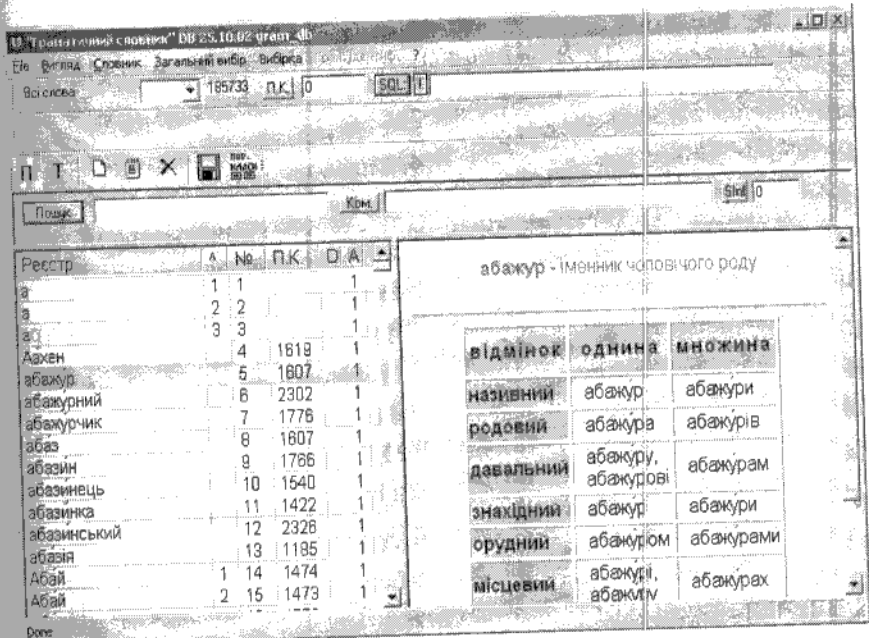 "Граматичний словник" DB 25.10.02 gram_db
File Вигляд Словник Загальний вибір Вибірка ?
Всі слова 185733 П.К. 0 SQL: !
П Т
Пошук Ком. 0
Реєстр № П.К. D A
а 1 1 1
а 2 2 1
3 3 1
Аахен 4 1619 1
абажур 5 1607 1
абажурний 6 2302 1
абажурчик 7 1776 1
абаз 8 1607 1
абазин 9 1766 1
абазинець 10 1540 1
абазинка 11 1422 1
абазинський 12 2326 1
абазія 13 1185 1
Абай 1 14 1474 1
Абай 2 15 1473 1
Done
абажур - іменник чоловічого роду
відмінок однина множина
називний абажур абажури
родовий абажура абажурів
давальний абажуру, абажурові абажурам
знахідний абажур абажури
орудний абажуром абажурами
місцевий абажурі, абажуру абажурах